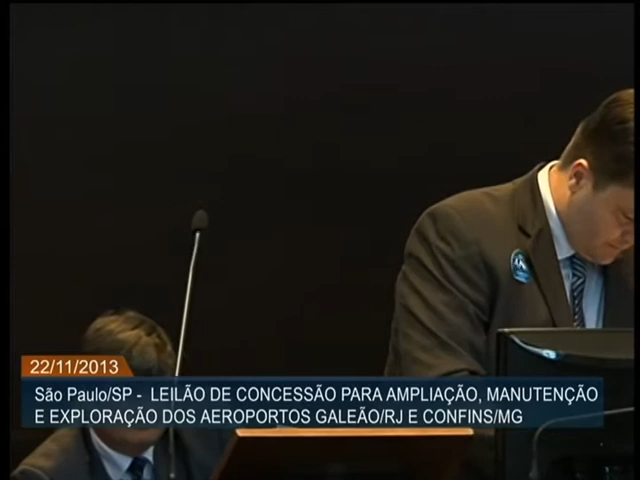 22/11/2013
São Paulo/SP - LEILÃO DE CONCESSÃO PARA AMPLIAÇÃO, MANUTENÇÃO
E EXPLORAÇÃO DOS AEROPORTOS GALEÃO/RJ E CONFINS/MG